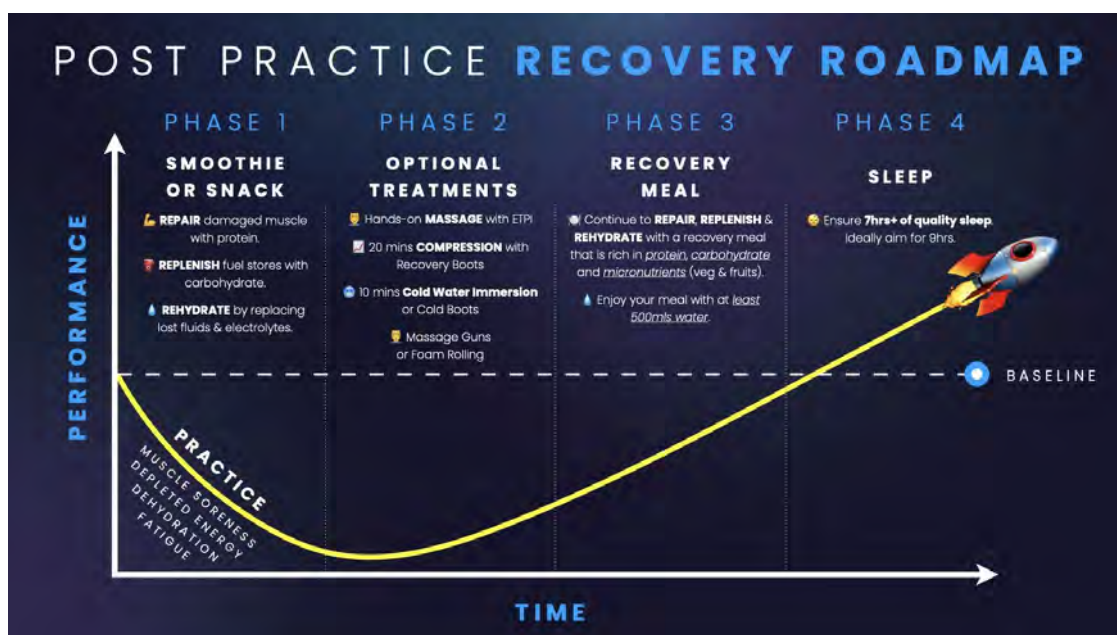 POST PRACTICE RECOVERY ROADMAP
PHASE 1
SMOOTHIE
OR SNACK
REPAIR damaged muscle
with protein.
REPLENISH fuel stores with
carbohydrate.
REHYDRATE by replacing
lost fluids & electrolytes.
PHASE 2
OPTIONAL
TREATMENTS
Hands-on MASSAGE with ETPI
20 mins COMPRESSION with
Recovery Boots
10 mins Cold Water Immersion
or Cold Boots
Massage Guns
or Foam Rolling
PHASE 3
RECOVERY
MEAL
Continue to REPAIR, REPLENISH &
REHYDRATE with a recovery meal
that is rich in protein, carbohydrate
and micronutrients (veg & fruits).
Enjoy your meal with at least
500mls water.
PHASE 4
SLEEP
Ensure 7hrs+ of quality sleep.
Ideally aim for 9hrs.
PERFORMANCE
BASELINE
PRACTICE
MUSCLE SORENESS
DEPLETED ENERGY
DEHYDRATION
FATIGUE
TIME